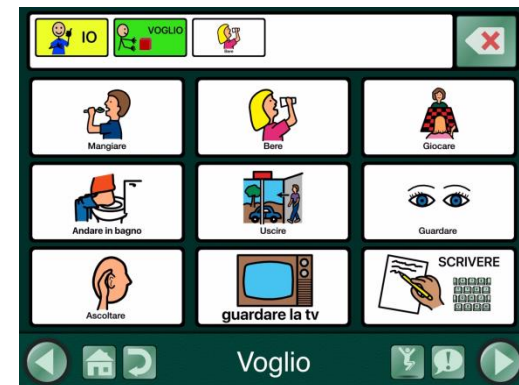 IO
VOGLIO
Bere
Mangiare
Bere
Giocare
Andare in bagno
Uscire
Guardare
Ascoltare
guardare la tv
SCRIVERE
Voglio